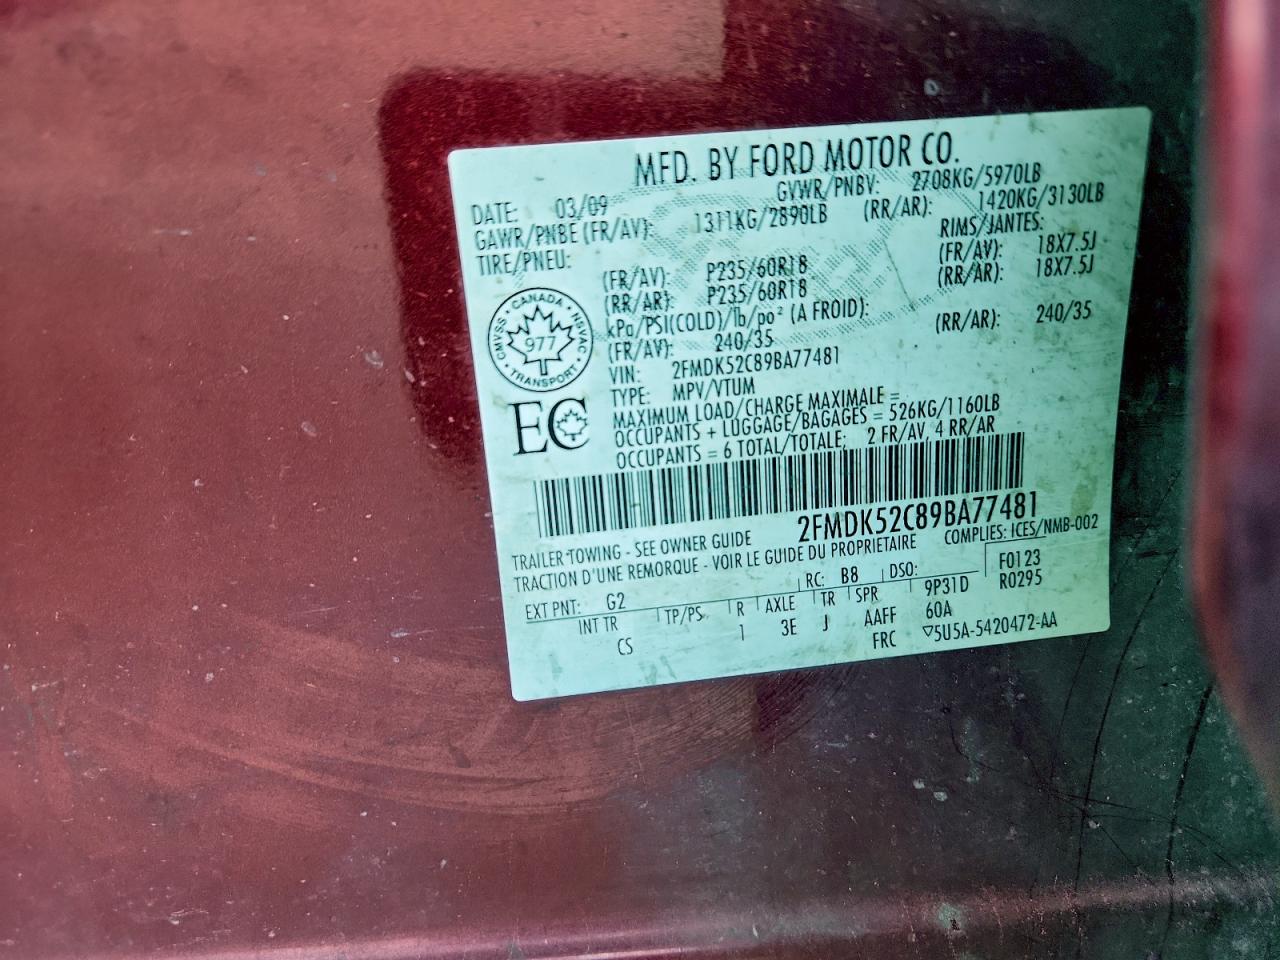 MFD. BY FORD MOTOR CO.
DATE: 03/09 GVWR/PNBV: 2708KG/5970LB
GAWR/PNBE (FR/AV): 1311KG/2890LB (RR/AR): 1420KG/3130LB
TIRE/PNEU: RIMS/JANTES:
(FR/AV): P235/60R18 (FR/AV): 18X7.5J
(RR/AR): P235/60R18 (RR/AR): 18X7.5J
kPa/PSI(COLD)/lb/po² (A FROID):
(FR/AV): 240/35 (RR/AR): 240/35
CANADA
CMVSS NSVAC
977
TRANSPORT
VIN: 2FMDK52C89BA77481
TYPE: MPV/VTUM
MAXIMUM LOAD/CHARGE MAXIMALE =
OCCUPANTS + LUGGAGE/BAGAGES = 526KG/1160LB
OCCUPANTS = 6 TOTAL/TOTALE; 2 FR/AV, 4 RR/AR
EC
2FMDK52C89BA77481
TRAILER TOWING - SEE OWNER GUIDE COMPLIES: ICES/NMB-002
TRACTION D'UNE REMORQUE - VOIR LE GUIDE DU PROPRIETAIRE
F0123
R0295
EXT PNT: G2 RC: B8 DSO:
INT TR TP/PS R AXLE TR SPR 9P31D
CS 1 3E J AAFF 60A
FRC ▽5U5A-5420472-AA